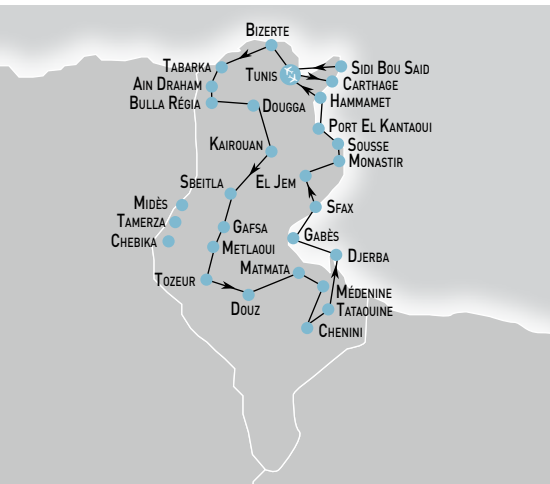 BIZERTE
TABARKA
TUNIS
SIDI BOU SAID
AIN DRAHAM
CARTHAGE
BULLA RÉGIA
DOUGGA
HAMMAMET
PORT EL KANTAOUI
KAIROUAN
SOUSSE
MONASTIR
SBEITLA
EL JEM
MIDÈS
SFAX
TAMERZA
GAFSA
CHEBIKA
GABÈS
METLAOUI
DJERBA
MATMATA
TOZEUR
MÉDENINE
DOUZ
TATAOUINE
CHENINI